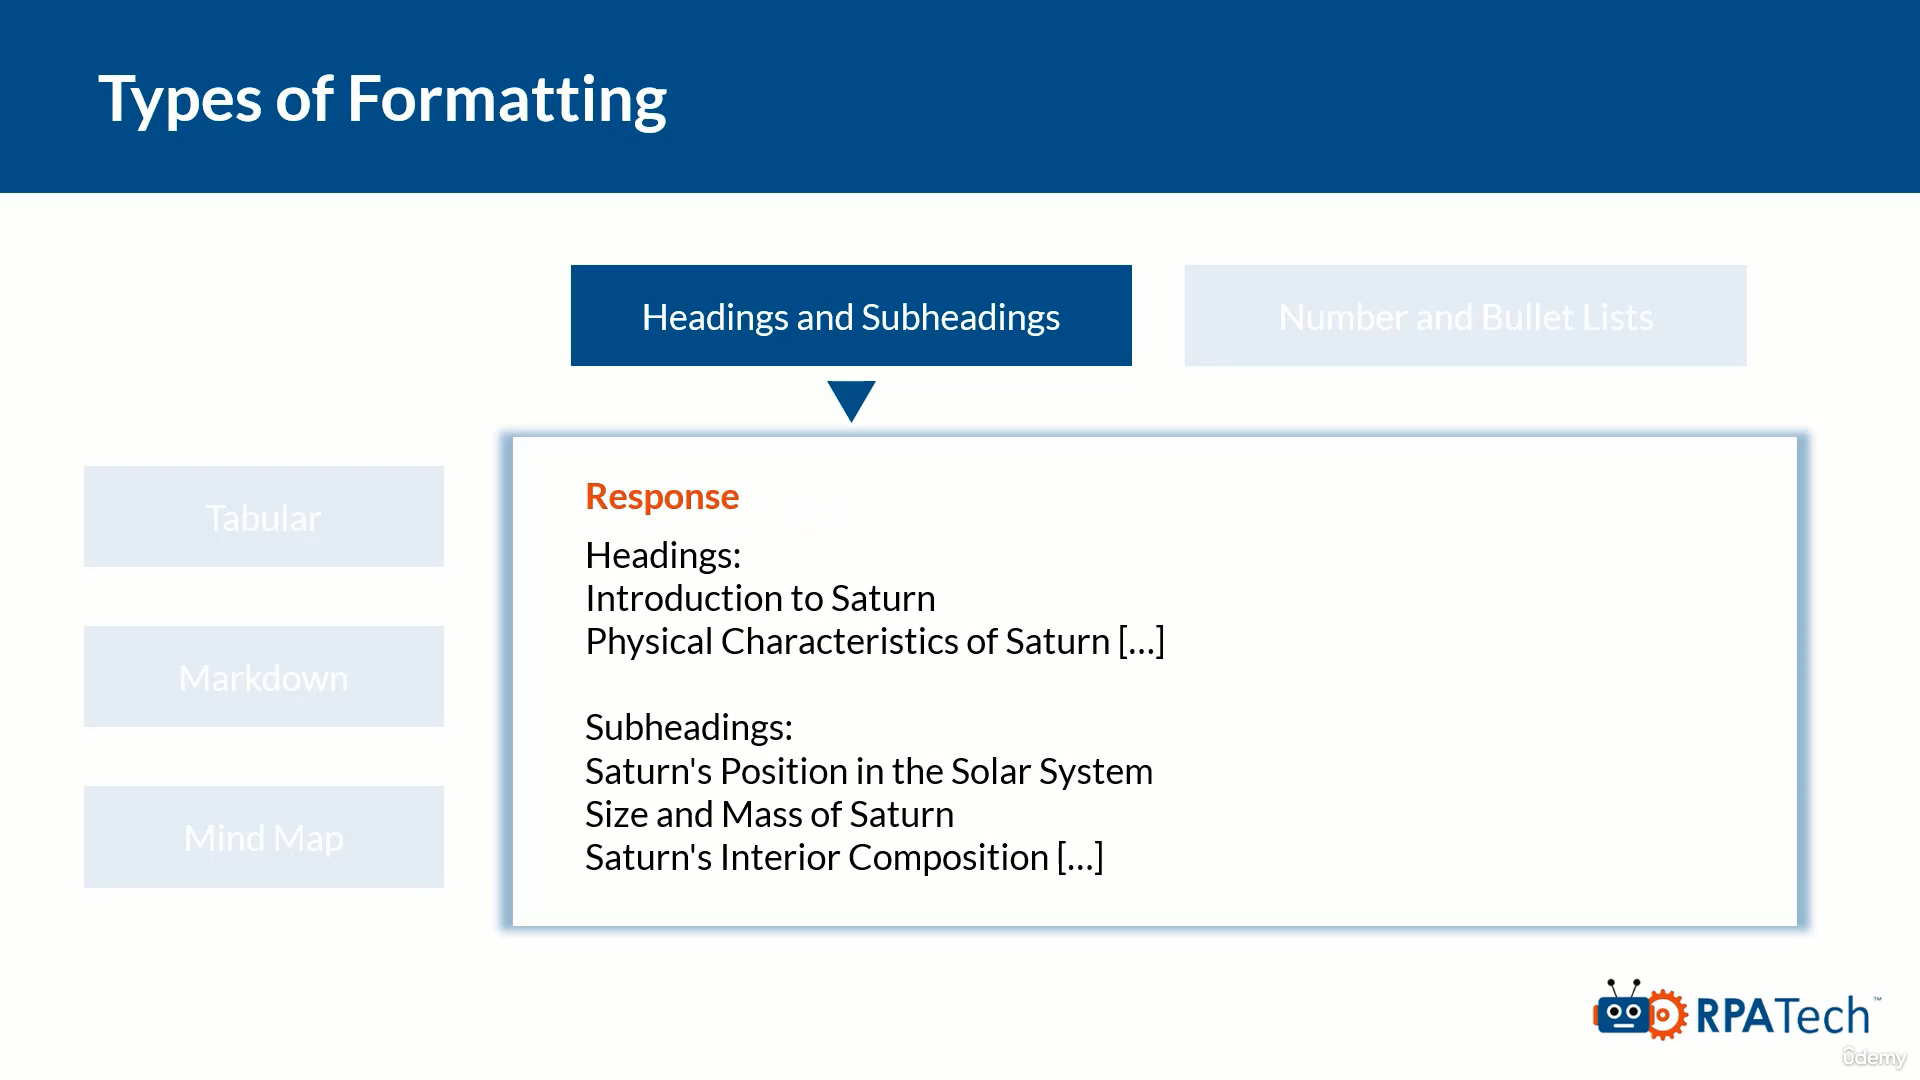 Types of Formatting
Headings and Subheadings
Number and Bullet Lists
Tabular
Markdown
Mind Map
Response
Headings:
Introduction to Saturn
Physical Characteristics of Saturn [...]
Subheadings:
Saturn's Position in the Solar System
Size and Mass of Saturn
Saturn's Interior Composition [...]
RPATech™
ûdemy